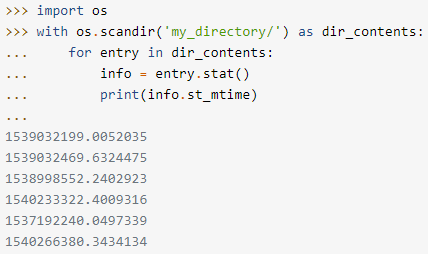 >>> import os
>>> with os.scandir('my_directory/') as dir_contents:
...     for entry in dir_contents:
...         info = entry.stat()
...         print(info.st_mtime)
...
1539032199.0052035
1539032469.6324475
1538998552.2402923
1540233322.4009316
1537192240.0497339
1540266380.3434134